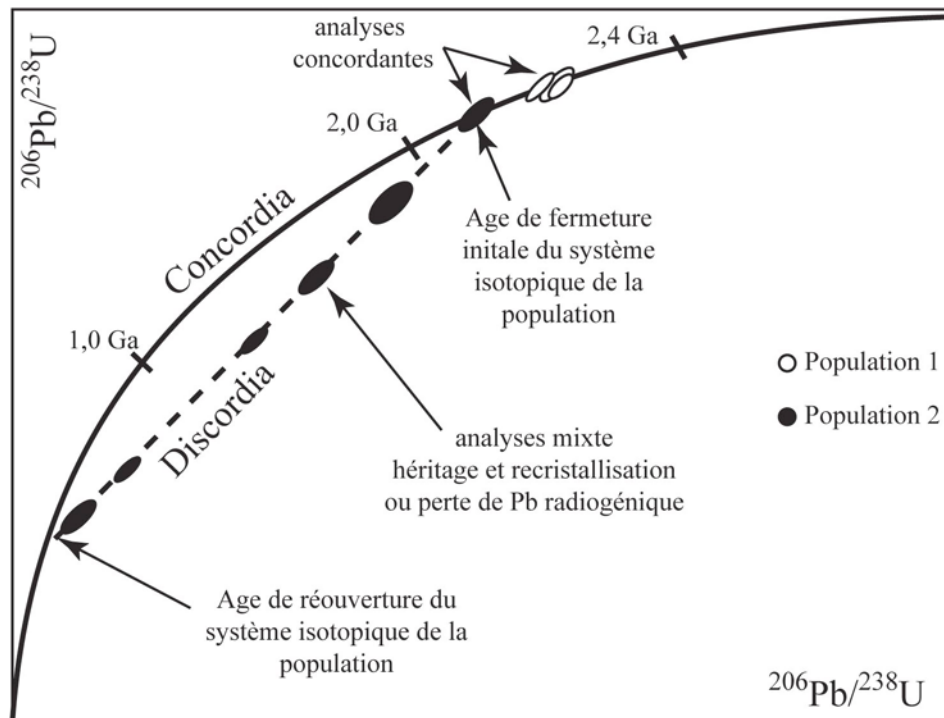 analyses
concordantes
2,4 Ga
²⁰⁶Pb/²³⁸U
2,0 Ga
Concordia
Age de fermeture
initale du système
isotopique de la
population
1,0 Ga
Population 1
Population 2
Discordia
analyses mixte
héritage et recristallisation
ou perte de Pb radiogénique
Age de réouverture du
système isotopique de la
population
²⁰⁶Pb/²³⁸U